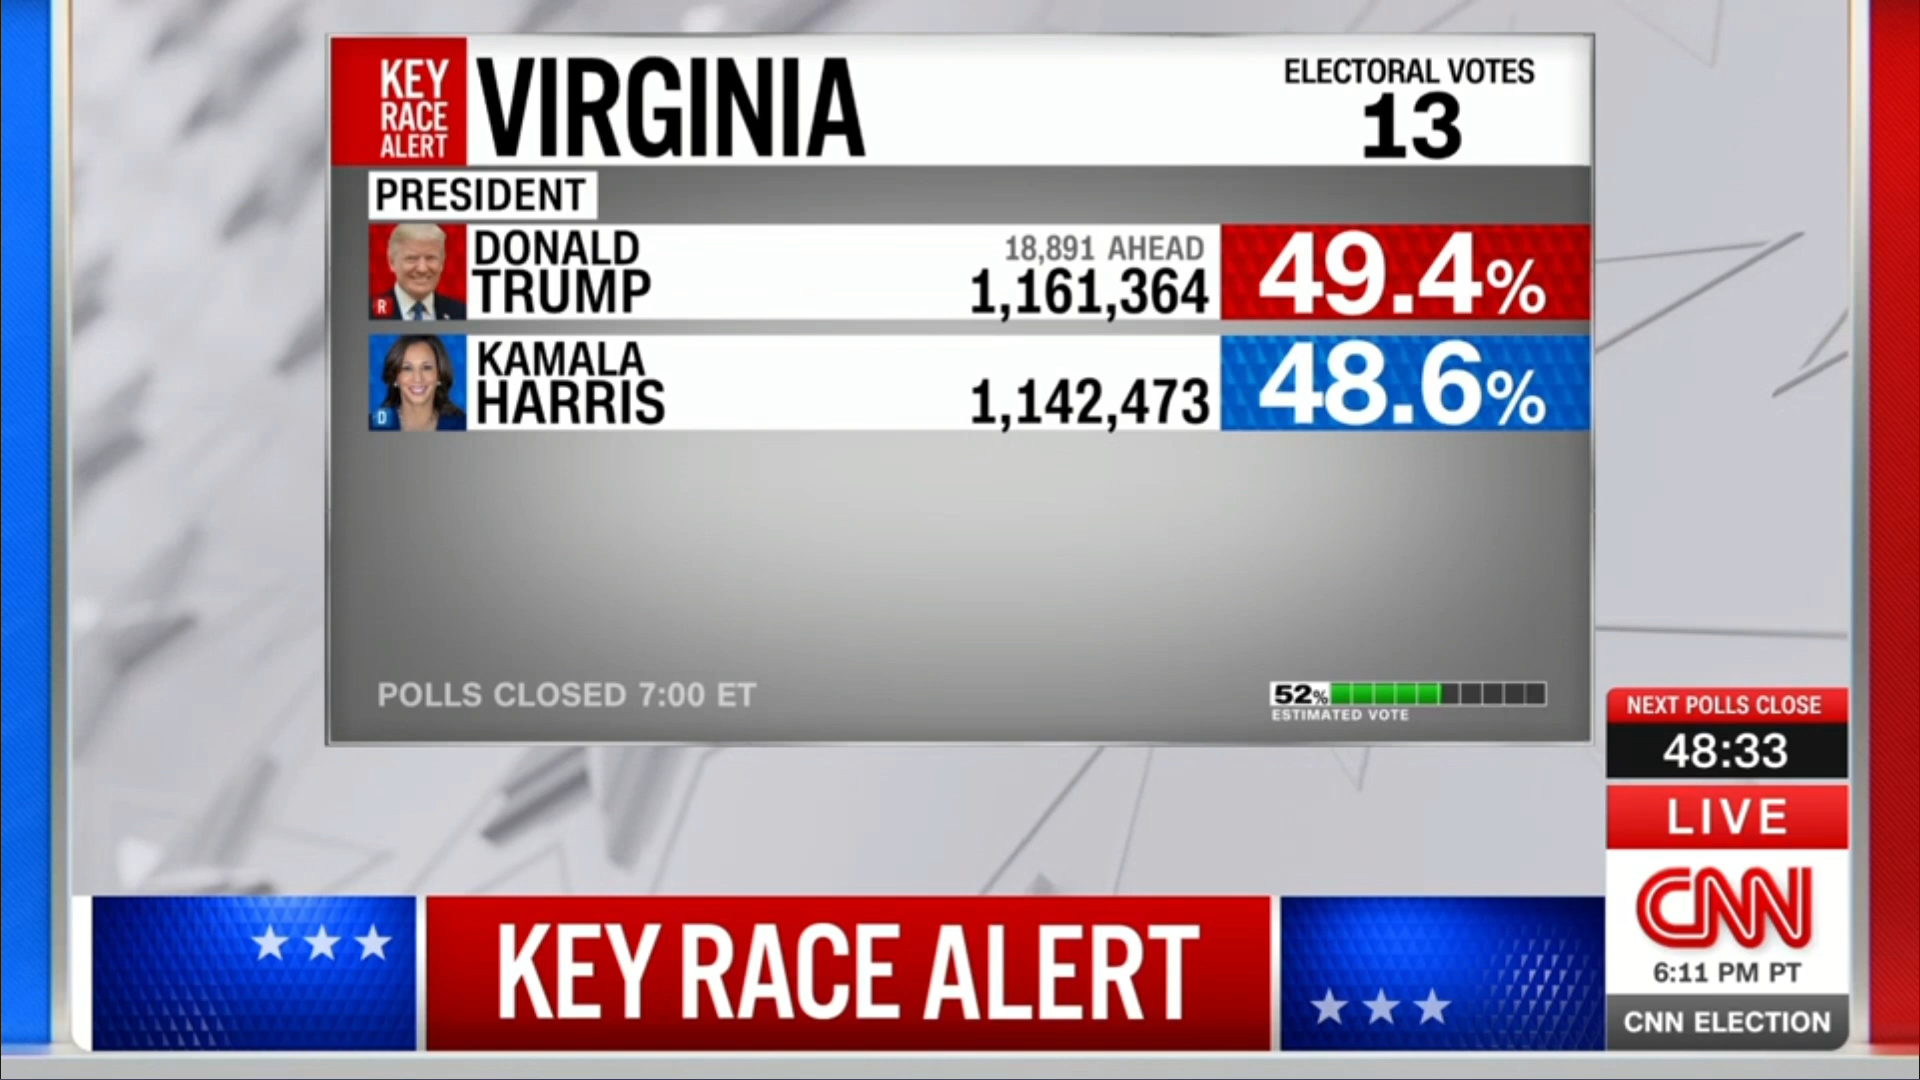 KEY
RACE
ALERT
VIRGINIA
ELECTORAL VOTES
13
PRESIDENT
R
DONALD
TRUMP
18,891 AHEAD
1,161,364
49.4%
D
KAMALA
HARRIS
1,142,473
48.6%
POLLS CLOSED 7:00 ET
52%
ESTIMATED VOTE
NEXT POLLS CLOSE
48:33
LIVE
CNN
6:11 PM PT
CNN ELECTION
KEY RACE ALERT